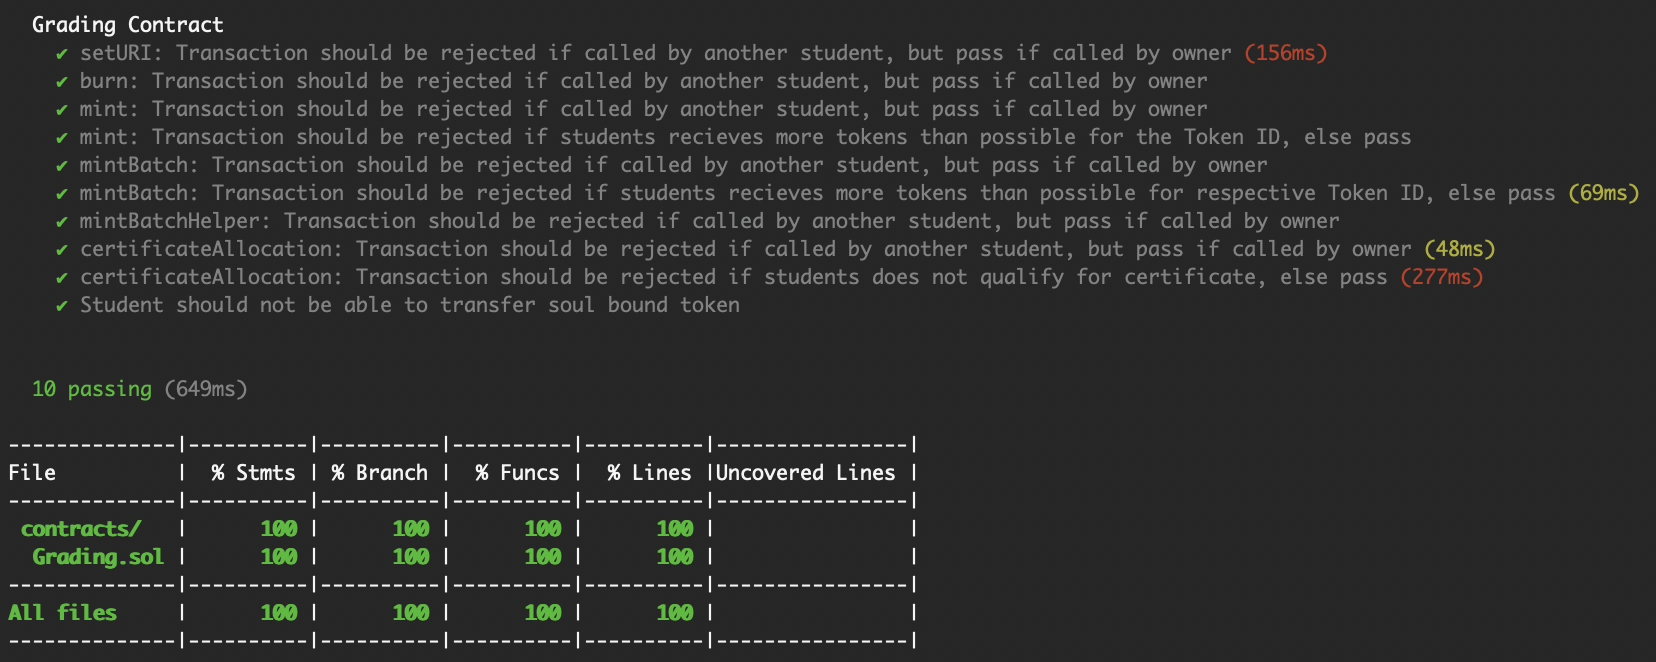 Grading Contract
✔ setURI: Transaction should be rejected if called by another student, but pass if called by owner (156ms)
✔ burn: Transaction should be rejected if called by another student, but pass if called by owner
✔ mint: Transaction should be rejected if called by another student, but pass if called by owner
✔ mint: Transaction should be rejected if students recieves more tokens than possible for the Token ID, else pass
✔ mintBatch: Transaction should be rejected if called by another student, but pass if called by owner
✔ mintBatch: Transaction should be rejected if students recieves more tokens than possible for respective Token ID, else pass (69ms)
✔ mintBatchHelper: Transaction should be rejected if called by another student, but pass if called by owner
✔ certificateAllocation: Transaction should be rejected if called by another student, but pass if called by owner (48ms)
✔ certificateAllocation: Transaction should be rejected if students does not qualify for certificate, else pass (277ms)
✔ Student should not be able to transfer soul bound token
10 passing (649ms)
--------------|----------|----------|----------|----------|----------------|
File          |  % Stmts | % Branch |  % Funcs |  % Lines |Uncovered Lines |
--------------|----------|----------|----------|----------|----------------|
 contracts/   |      100 |      100 |      100 |      100 |                |
  Grading.sol |      100 |      100 |      100 |      100 |                |
--------------|----------|----------|----------|----------|----------------|
All files     |      100 |      100 |      100 |      100 |                |
--------------|----------|----------|----------|----------|----------------|